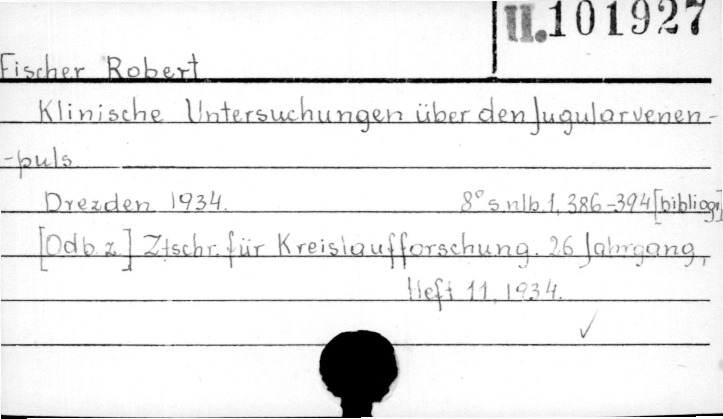 II.101927
Fischer Robert
Klinische Untersuchungen über den Jugularvenen-
-puls
Drezden 1934. 8° s.nlb.1, 386-394 [bibliogr]
[Odb. z.] Ztschr. für Kreislaufforschung. 26 Jahrgang,
Heft 11, 1934.